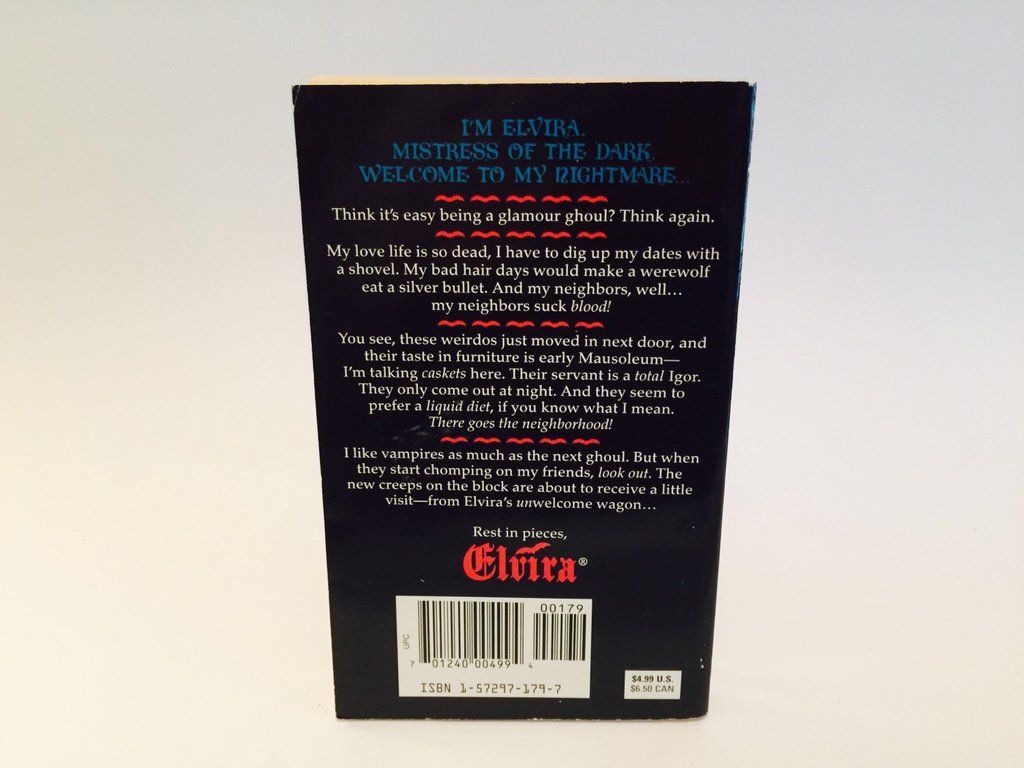 I'M ELVIRA.
MISTRESS OF THE DARK.
WELCOME TO MY NIGHTMARE...
Think it's easy being a glamour ghoul? Think again.
My love life is so dead, I have to dig up my dates with
a shovel. My bad hair days would make a werewolf
eat a silver bullet. And my neighbors, well...
my neighbors suck blood!
You see, these weirdos just moved in next door, and
their taste in furniture is early Mausoleum—
I'm talking caskets here. Their servant is a total Igor.
They only come out at night. And they seem to
prefer a liquid diet, if you know what I mean.
There goes the neighborhood!
I like vampires as much as the next ghoul. But when
they start chomping on my friends, look out. The
new creeps on the block are about to receive a little
visit—from Elvira's unwelcome wagon...
Rest in pieces,
Elvira®
00179
UPC
7 01240 00499 4
ISBN 1-57297-179-7
$4.99 U.S.
$6.50 CAN